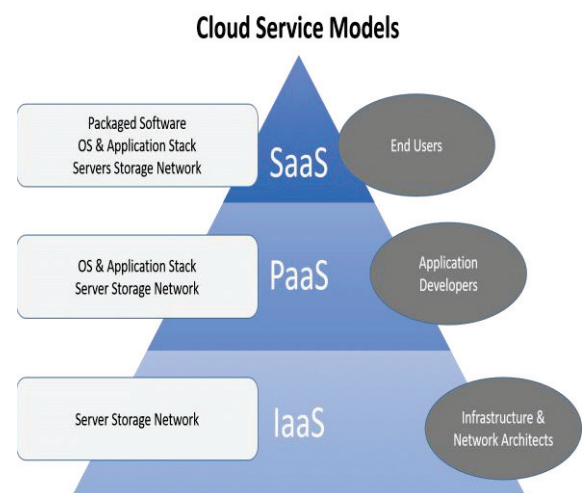 Cloud Service Models
Packaged Software
OS & Application Stack
Servers Storage Network
SaaS
End Users
OS & Application Stack
Server Storage Network
PaaS
Application
Developers
Server Storage Network
IaaS
Infrastructure &
Network Architects